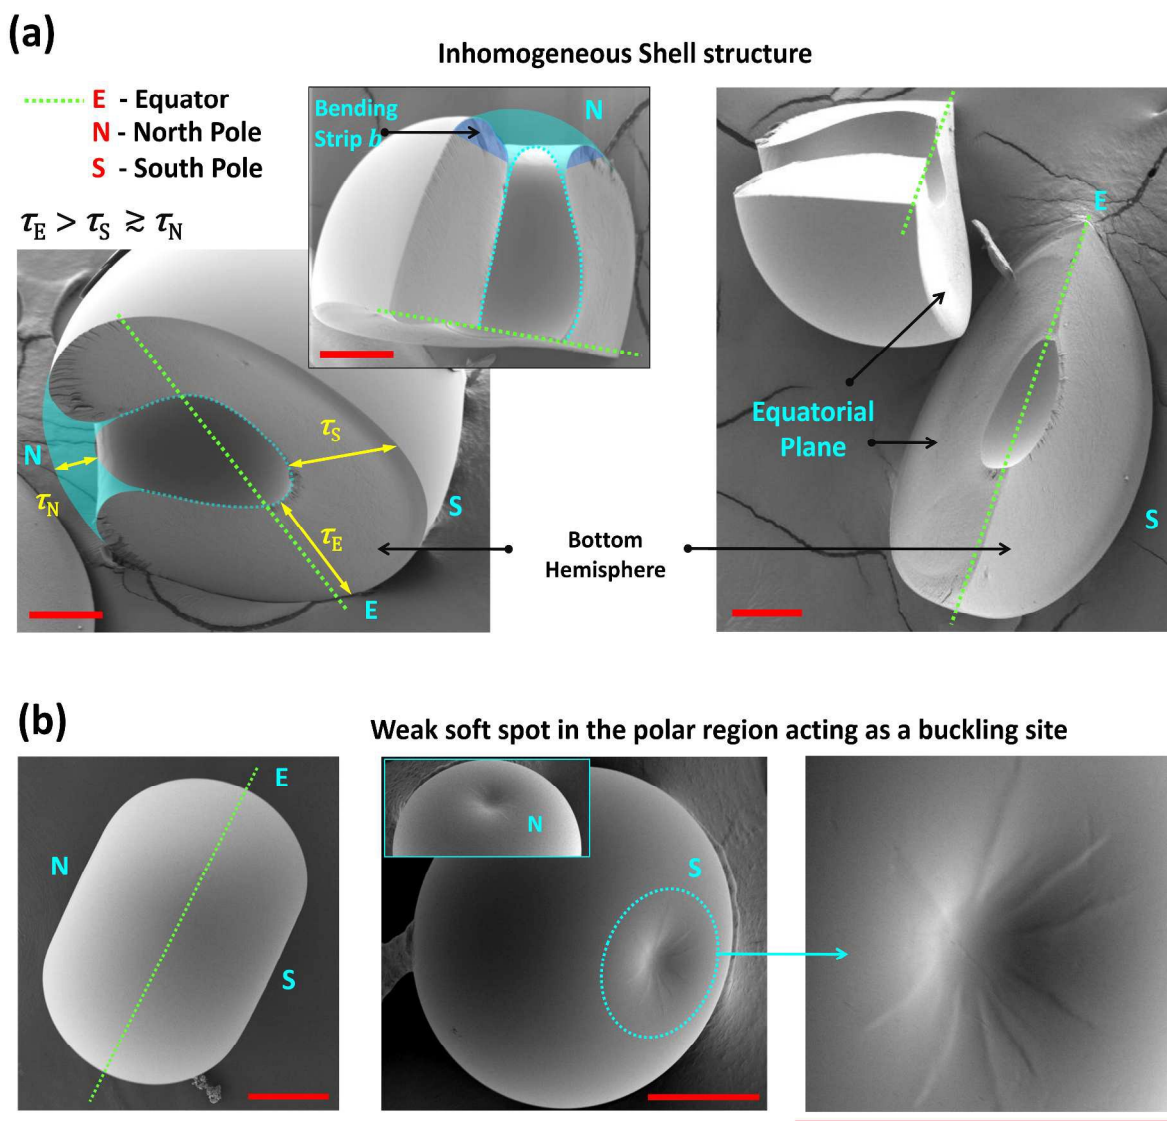 (a)
Inhomogeneous Shell structure
E - Equator
N - North Pole
S - South Pole
τE > τS ≳ τN
Bending
Strip b
N
E
N
τN
τS
τE
S
E
Equatorial
Plane
S
Bottom
Hemisphere
(b)
Weak soft spot in the polar region acting as a buckling site
E
N
S
N
S